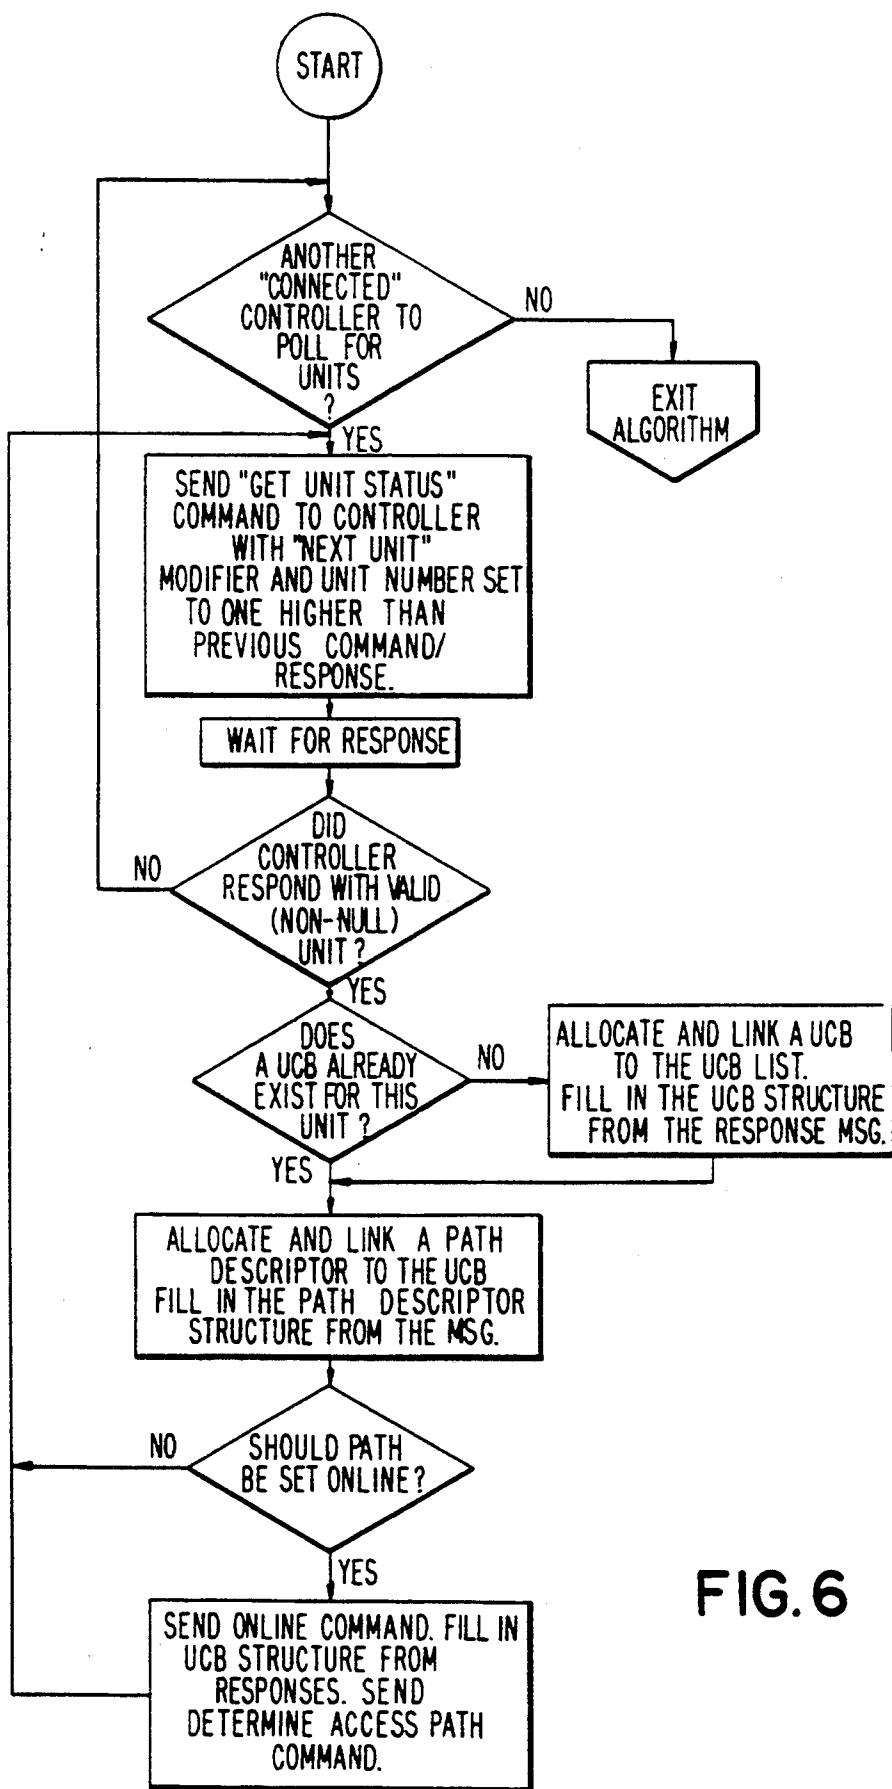 START
ANOTHER
"CONNECTED"
CONTROLLER TO
POLL FOR
UNITS
?
NO
EXIT
ALGORITHM
YES
SEND "GET UNIT STATUS"
COMMAND TO CONTROLLER
WITH "NEXT UNIT"
MODIFIER AND UNIT NUMBER SET
TO ONE HIGHER THAN
PREVIOUS COMMAND/
RESPONSE.
WAIT FOR RESPONSE
DID
CONTROLLER
RESPOND WITH VALID
(NON-NULL)
UNIT?
NO
YES
DOES
A UCB ALREADY
EXIST FOR THIS
UNIT?
NO
ALLOCATE AND LINK A UCB
TO THE UCB LIST.
FILL IN THE UCB STRUCTURE
FROM THE RESPONSE MSG.
YES
ALLOCATE AND LINK A PATH
DESCRIPTOR TO THE UCB
FILL IN THE PATH DESCRIPTOR
STRUCTURE FROM THE MSG.
NO
SHOULD PATH
BE SET ONLINE?
YES
SEND ONLINE COMMAND. FILL IN
UCB STRUCTURE FROM
RESPONSES. SEND
DETERMINE ACCESS PATH
COMMAND.
FIG. 6